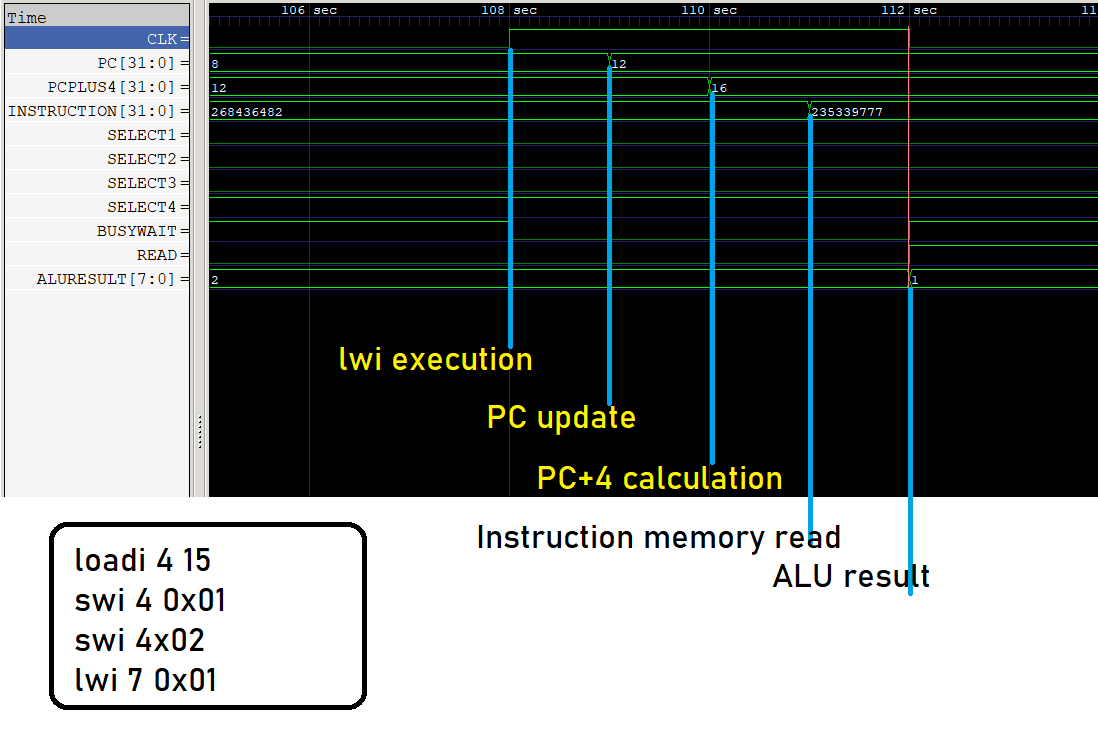 Time
106 sec 108 sec 110 sec 112 sec 11
CLK=
PC[31:0]= 8 12
PCPLUS4[31:0]= 12 16
INSTRUCTION[31:0]= 268436482 235339777
SELECT1=
SELECT2=
SELECT3=
SELECT4=
BUSYWAIT=
READ=
ALURESULT[7:0]= 2 1
lwi execution
PC update
PC+4 calculation
Instruction memory read
ALU result
loadi 4 15
swi 4 0x01
swi 4x02
lwi 7 0x01